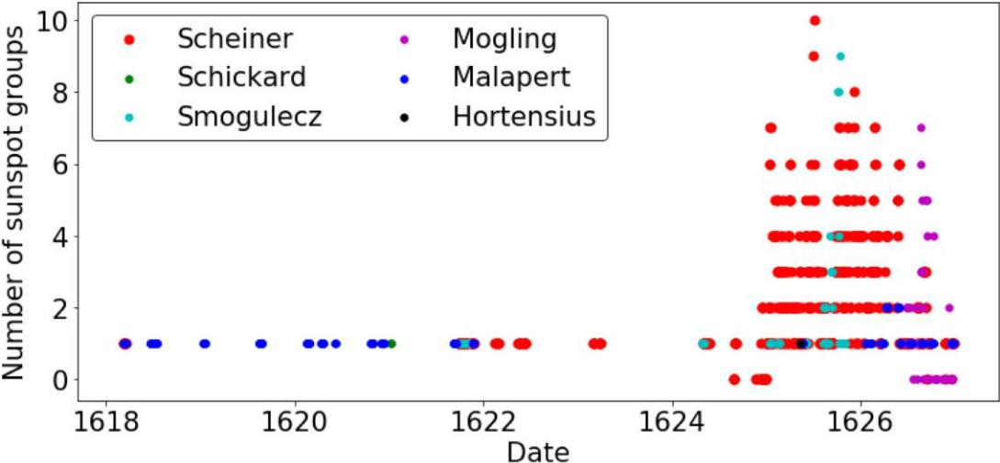 Number of sunspot groups
10
8
6
4
2
0
Scheiner
Schickard
Smogulecz
Mogling
Malapert
Hortensius
1618 1620 1622 1624 1626
Date